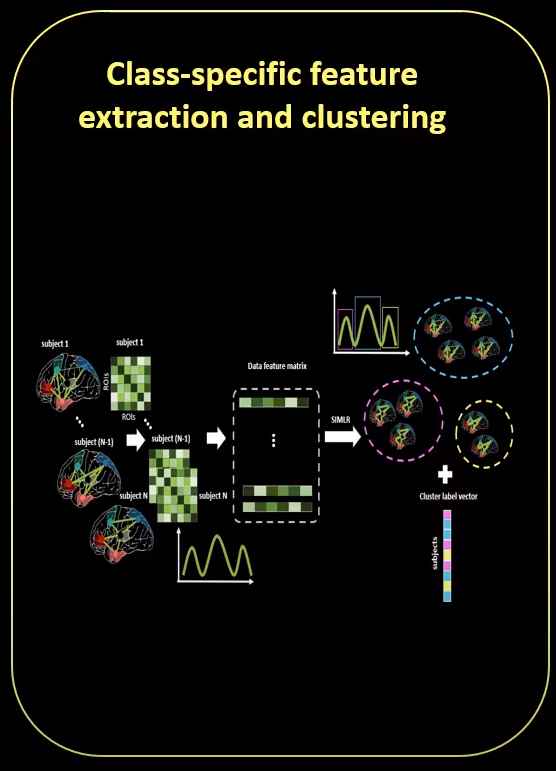 Class-specific feature
extraction and clustering
subject 1
subject 1
ROIs
ROIs
Data feature matrix
subject (N-1)
subject (N-1)
SIMLR
subject N
subject N
Cluster label vector
subjects